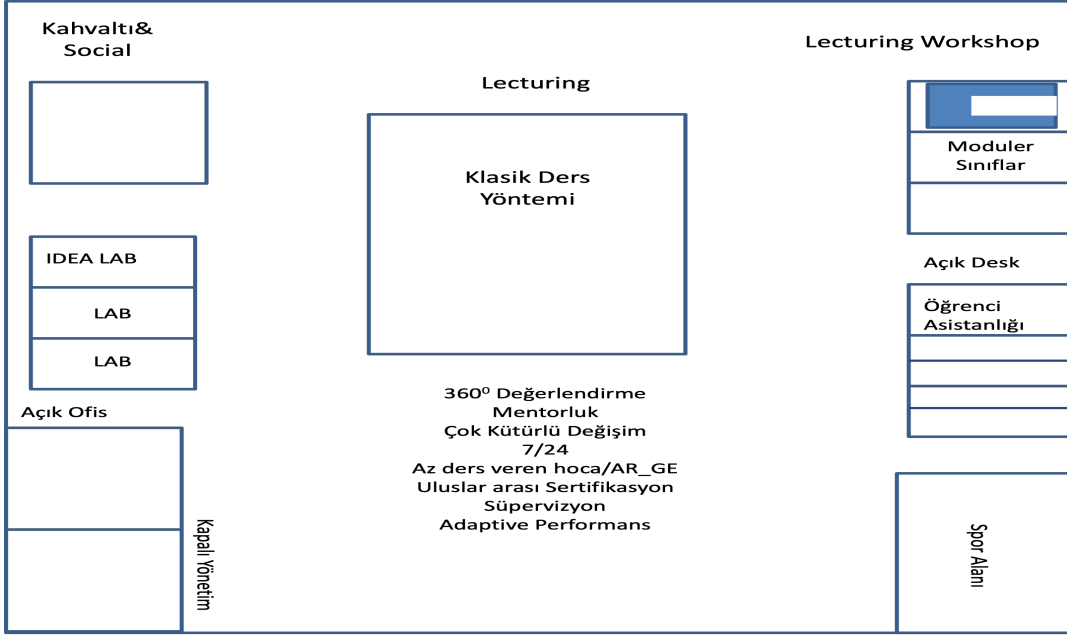 Kahvaltı&
Social
Lecturing Workshop
Lecturing
Klasik Ders
Yöntemi
Moduler
Sınıflar
IDEA LAB
LAB
LAB
Açık Desk
Öğrenci
Asistanlığı
Açık Ofis
Kapalı Yönetim
360⁰ Değerlendirme
Mentorluk
Çok Kütürlü Değişim
7/24
Az ders veren hoca/AR_GE
Uluslar arası Sertifikasyon
Süpervizyon
Adaptive Performans
Spor Alanı